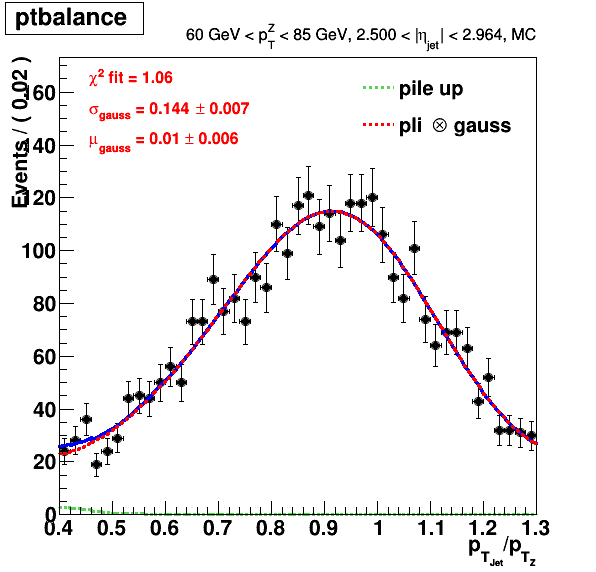 ptbalance
60 GeV < p_T^Z < 85 GeV, 2.500 < |η_jet| < 2.964, MC
χ² fit = 1.06
σ_gauss = 0.144 ± 0.007
μ_gauss = 0.01 ± 0.006
pile up
pli ⊗ gauss
Events / ( 0.02 )
160
140
120
100
80
60
40
20
0
0.4 0.5 0.6 0.7 0.8 0.9 1 1.1 1.2 1.3
p_T_Jet/p_T_Z